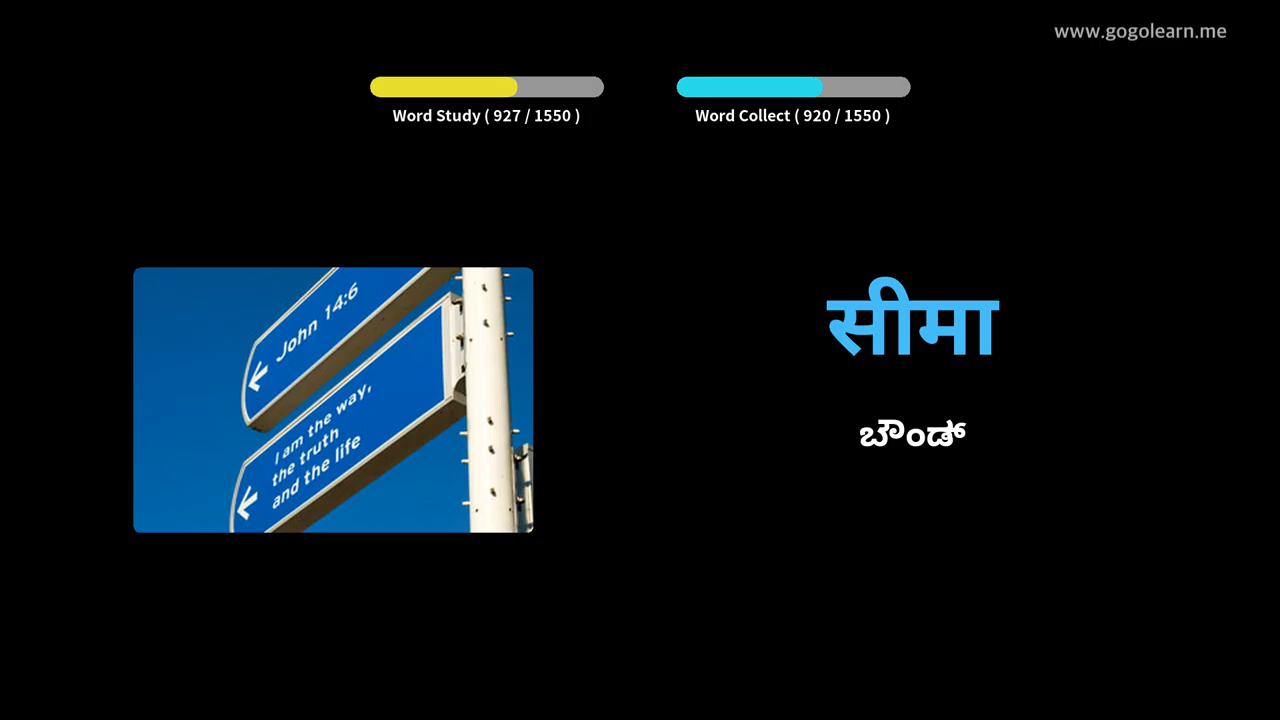 www.gogolearn.me
Word Study ( 927 / 1550 )
Word Collect ( 920 / 1550 )
John 14:6
I am the way,
the truth
and the life
सीमा
ಬೌಂಡ್